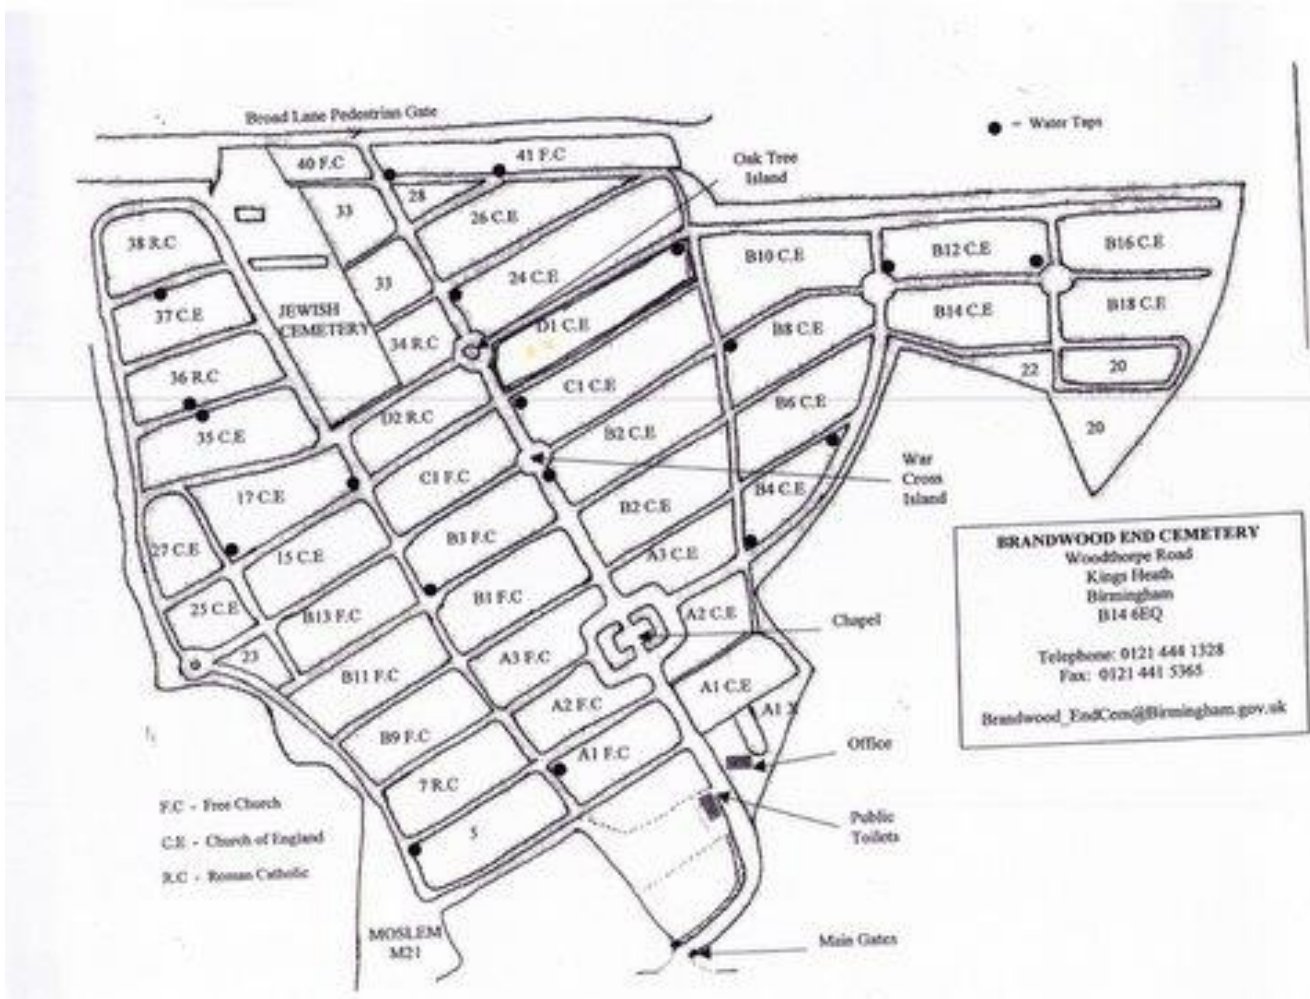 Broad Lane Pedestrian Gate
● = Water Taps
40 F.C
41 F.C
Oak Tree
Island
28
33
26 C.E
38 R.C
B10 C.E
B12 C.E
B16 C.E
33
24 C.E
37 C.E
JEWISH
CEMETERY
34 R.C
D1 C.E
B8 C.E
B14 C.E
B18 C.E
36 R.C
C1 C.E
22
20
D2 R.C
B6 C.E
35 C.E
B2 C.E
20
War
Cross
Island
17 C.E
C1 F.C
B4 C.E
B2 C.E
27 C.E
15 C.E
B3 F.C
A3 C.E
BRANDWOOD END CEMETERY
Woodthorpe Road
Kings Heath
Birmingham
B14 6EQ
Telephone: 0121 444 1328
Fax: 0121 441 5365
Brandwood_EndCem@Birmingham.gov.uk
25 C.E
B13 F.C
B1 F.C
A2 C.E
Chapel
23
A3 F.C
B11 F.C
A1 C.E
A2 F.C
A1 X
B9 F.C
Office
A1 F.C
7 R.C
F.C - Free Church
C.E - Church of England
R.C - Roman Catholic
5
Public
Toilets
MOSLEM
M21
Main Gates